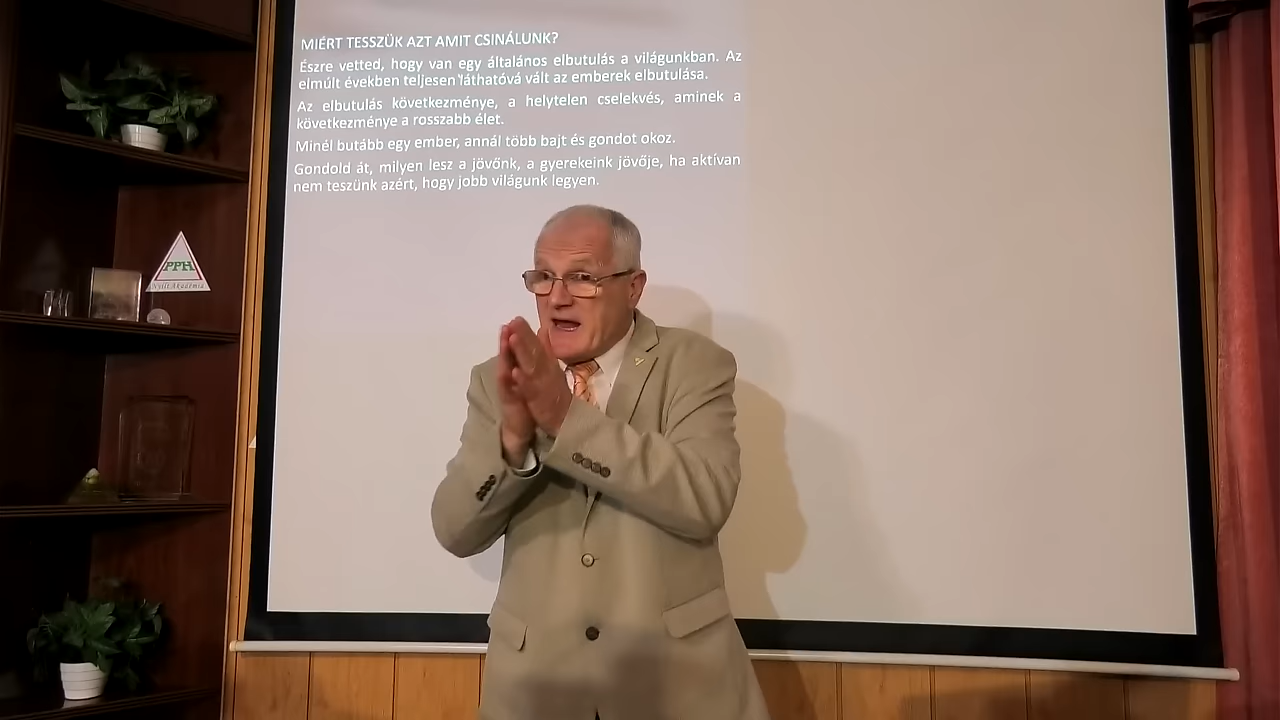 MIÉRT TESSZÜK AZT AMIT CSINÁLUNK?
Észre vetted, hogy van egy általános elbutulás a világunkban. Az
elmúlt években teljesen láthatóvá vált az emberek elbutulása.
Az elbutulás következménye, a helytelen cselekvés, aminek a
következménye a rosszabb élet.
Minél butább egy ember, annál több bajt és gondot okoz.
Gondold át, milyen lesz a jövőnk, a gyerekeink jövője, ha aktívan
nem teszünk azért, hogy jobb világunk legyen.
PPH
Nyílt Akadémia